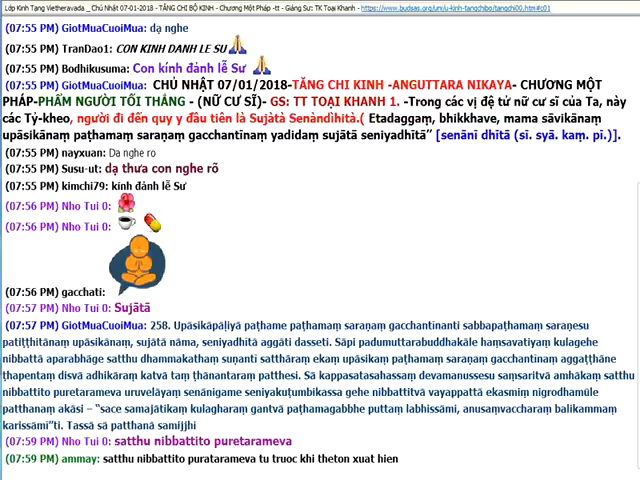 Lớp Kinh Tạng Vietheravada _ Chủ Nhật 07-01-2018 - TĂNG CHI BỘ KINH - Chương Một Pháp -tt - Giảng Sư: TK Toại Khanh - https://www.budsas.org/uni/u-kinh-tangchibo/tangchi00.htm#c01
(07:55 PM) GiotMuaCuoiMua: dạ nghe
(07:55 PM) TranDao1: CON KINH DANH LE SU
(07:55 PM) Bodhikusuma: Con kính đảnh lễ Sư
(07:55 PM) GiotMuaCuoiMua: CHỦ NHẬT 07/01/2018-TĂNG CHI KINH -ANGUTTARA NIKAYA- CHƯƠNG MỘT
PHÁP-PHẨM NGƯỜI TỐI THẮNG - (NỮ CƯ SĨ)- GS: TT TOẠI KHANH 1. -Trong các vị đệ tử nữ cư sĩ của Ta, này
các Tỷ-kheo, người đi đến quy y đầu tiên là Sujàtà Senàndìhità.( Etadaggaṃ, bhikkhave, mama sāvikānaṃ
upāsikānaṃ paṭhamaṃ saraṇaṃ gacchantīnaṃ yadidaṃ sujātā seniyadhītā” [senānī dhītā (sī. syā. kaṃ. pī.)].
(07:55 PM) nayxuan: Da nghe ro
(07:55 PM) Susu-ut: dạ thưa con nghe rõ
(07:55 PM) kimchi79: kính đảnh lễ Sư
(07:56 PM) Nho Tui 0:
(07:56 PM) Nho Tui 0:
(07:56 PM) gacchati:
(07:57 PM) Nho Tui 0: Sujātā
(07:57 PM) GiotMuaCuoiMua: 258. Upāsikāpāḷiyā paṭhame paṭhamaṃ saraṇaṃ gacchantīnanti sabbapaṭhamaṃ saraṇesu
patiṭṭhitānaṃ upāsikānaṃ, sujātā nāma, seniyadhītā aggāti dasseti. Sāpi padumuttarabuddhakāle haṃsavatiyaṃ kulagehe
nibbattā aparabhāge satthu dhammakathaṃ suṇantī satthāraṃ ekaṃ upāsikaṃ paṭhamaṃ saraṇaṃ gacchantīnaṃ aggaṭṭhāne
ṭhapentaṃ disvā adhikāraṃ katvā taṃ ṭhānantaraṃ patthesi. Sā kappasatasahassaṃ devamanussesu saṃsaritvā amhākaṃ satthu
nibbattito puretarameva uruvelāyaṃ senānigame seniyakuṭumbikassa gehe nibbattitvā vayappattā ekasmiṃ nigrodhamūle
patthanaṃ akāsi – “sace samajātikaṃ kulagharaṃ gantvā paṭhamagabbhe puttaṃ labhissāmi, anusaṃvaccharaṃ balikammaṃ
karissāmī”ti. Tassā sā patthanā samijjhi
(07:59 PM) Nho Tui 0: satthu nibbattito puretarameva
(07:59 PM) ammay: satthu nibbattito puratarameva tu truoc khi theton xuat hien